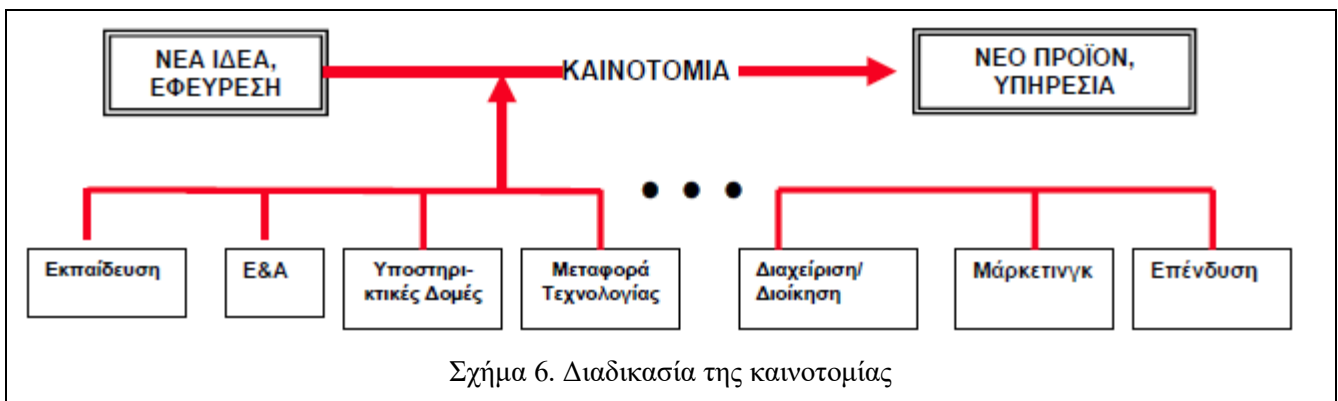 ΝΕΑ ΙΔΕΑ,
ΕΦΕΥΡΕΣΗ
ΚΑΙΝΟΤΟΜΙΑ
ΝΕΟ ΠΡΟΪΟΝ,
ΥΠΗΡΕΣΙΑ
Εκπαίδευση
Ε&Α
Υποστηρι-
κτικές Δομές
Μεταφορά
Τεχνολογίας
Διαχείριση/
Διοίκηση
Μάρκετινγκ
Επένδυση
Σχήμα 6. Διαδικασία της καινοτομίας